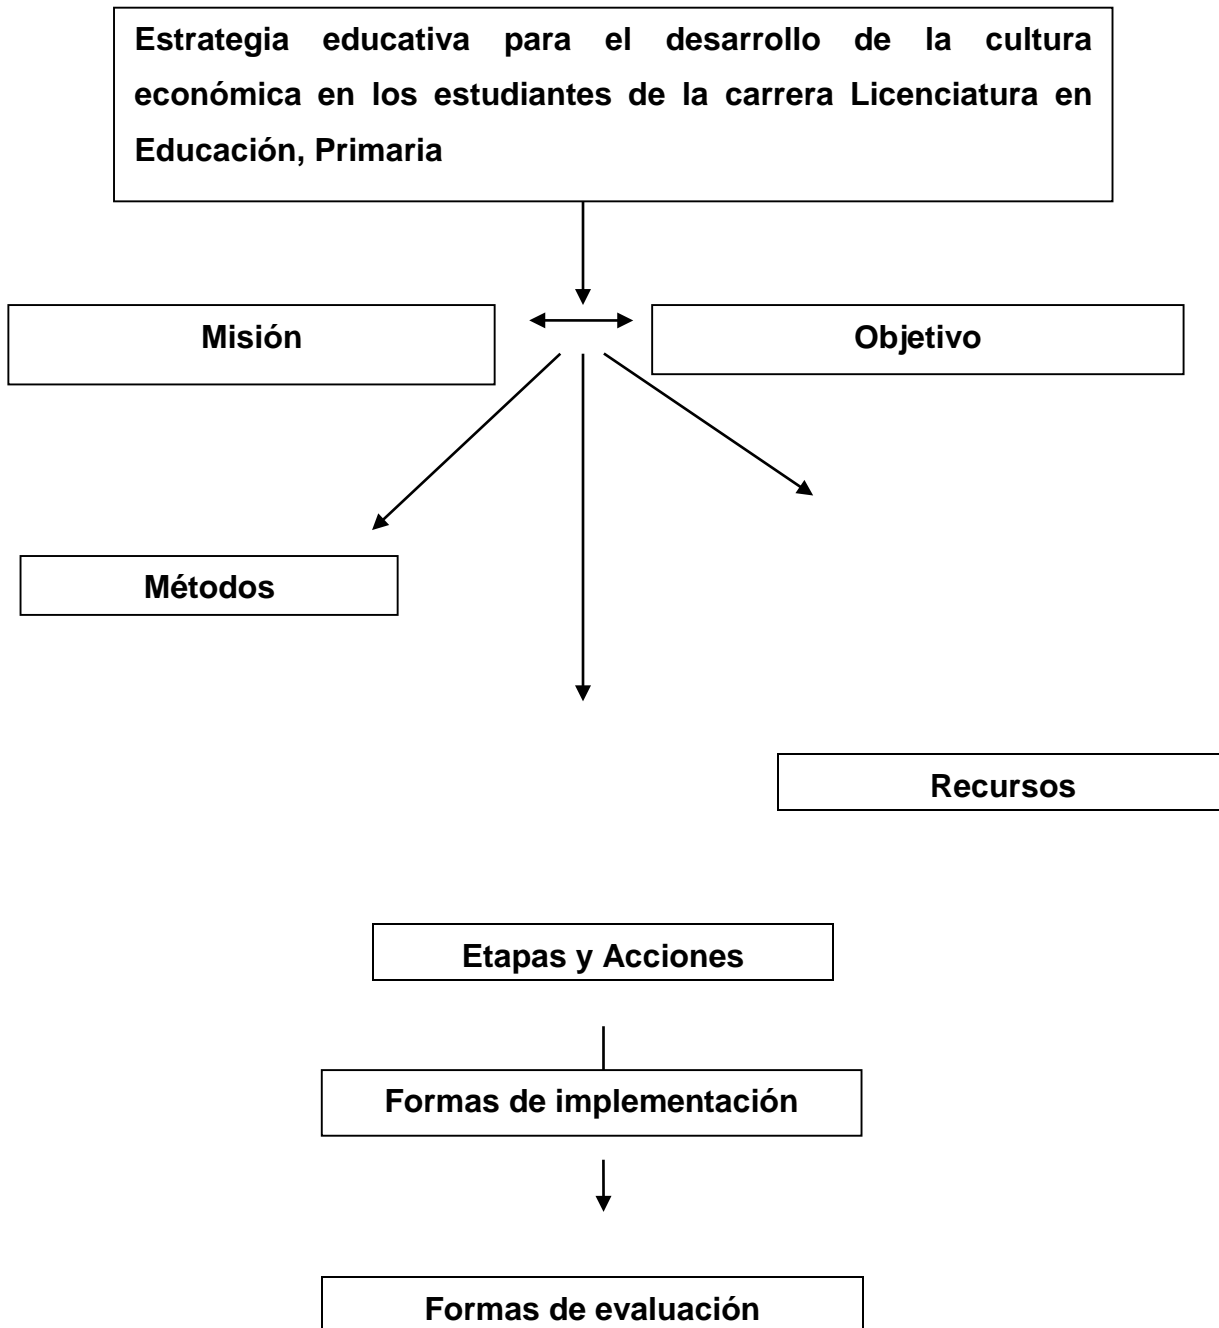 Estrategia educativa para el desarrollo de la cultura
económica en los estudiantes de la carrera Licenciatura en
Educación, Primaria
Misión
Objetivo
Métodos
Recursos
Etapas y Acciones
Formas de implementación
Formas de evaluación